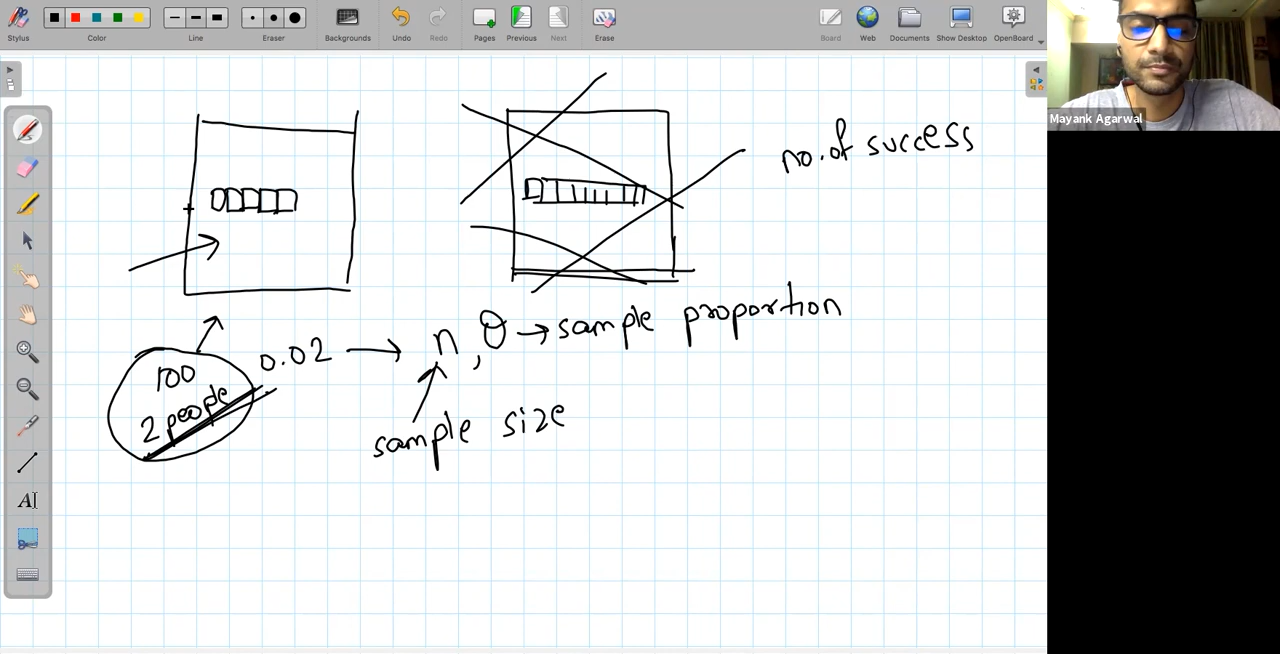 Stylus
Color
Line
Eraser
Backgrounds
Undo
Redo
Pages
Previous
Next
Erase
Board
Web
Documents
Show Desktop
OpenBoard
Mayank Agarwal
no. of success
n, θ → sample proportion
0.02 →
100
2 people
sample size
AI